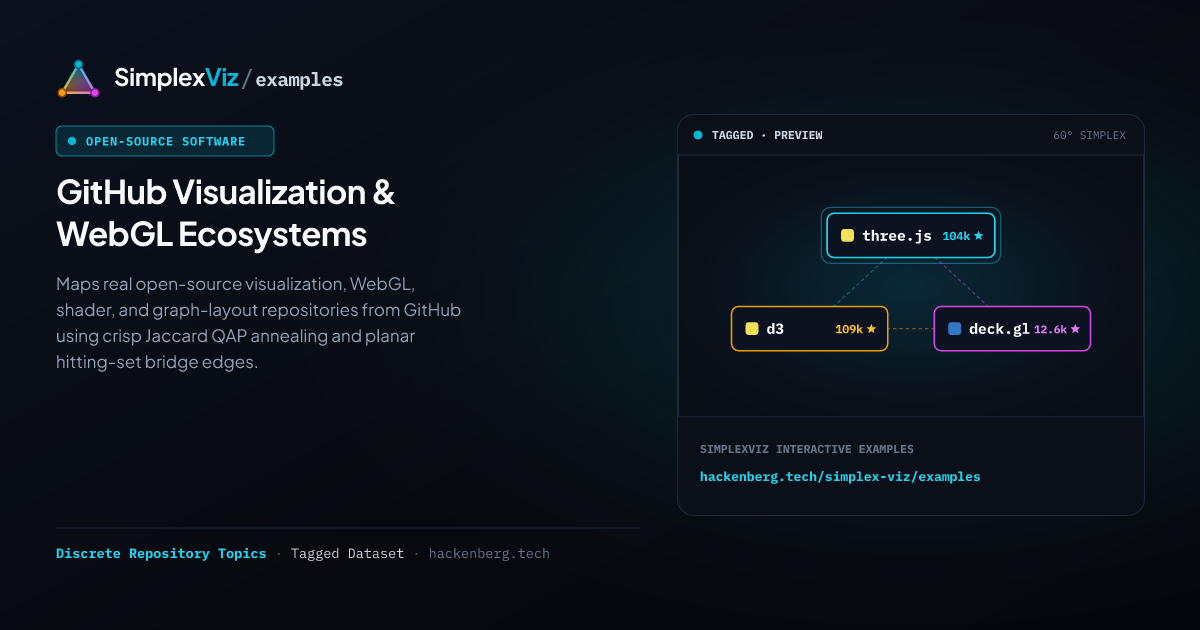 SimplexViz / examples
OPEN-SOURCE SOFTWARE
GitHub Visualization &
WebGL Ecosystems
Maps real open-source visualization, WebGL,
shader, and graph-layout repositories from GitHub
using crisp Jaccard QAP annealing and planar
hitting-set bridge edges.
Discrete Repository Topics · Tagged Dataset · hackenberg.tech
TAGGED · PREVIEW
60° SIMPLEX
three.js 104k ★
d3 109k ★
deck.gl 12.6k ★
SIMPLEXVIZ INTERACTIVE EXAMPLES
hackenberg.tech/simplex-viz/examples